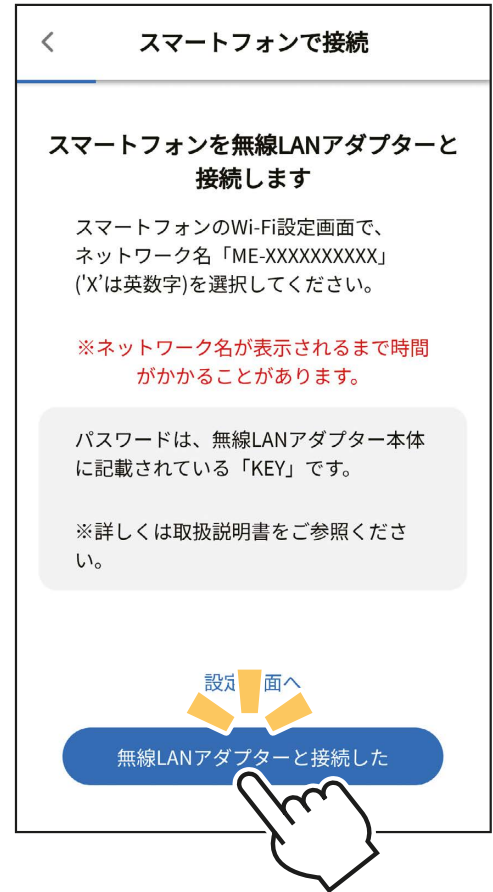 スマートフォンで接続
スマートフォンを無線LANアダプターと
接続します
スマートフォンのWi-Fi設定画面で、
ネットワーク名「ME-XXXXXXXXXX」
('X’は英数字)を選択してください。
※ネットワーク名が表示されるまで時間
がかかることがあります。
パスワードは、無線LANアダプター本体
に記載されている「KEY」です。
※詳しくは取扱説明書をご参照くださ
い。
設定画面へ
無線LANアダプターと接続した